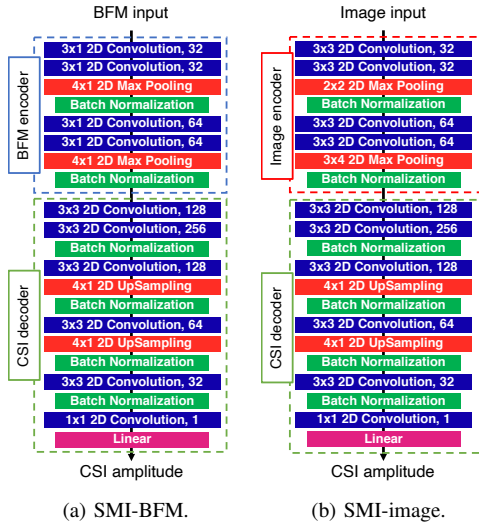 BFM input
3x1 2D Convolution, 32
3x1 2D Convolution, 32
4x1 2D Max Pooling
Batch Normalization
3x1 2D Convolution, 64
3x1 2D Convolution, 64
4x1 2D Max Pooling
Batch Normalization
BFM encoder
3x3 2D Convolution, 128
3x3 2D Convolution, 256
Batch Normalization
3x3 2D Convolution, 128
4x1 2D UpSampling
Batch Normalization
3x3 2D Convolution, 64
4x1 2D UpSampling
Batch Normalization
3x3 2D Convolution, 32
Batch Normalization
1x1 2D Convolution, 1
Linear
CSI decoder
CSI amplitude
(a) SMI-BFM.
Image input
3x3 2D Convolution, 32
3x3 2D Convolution, 32
2x2 2D Max Pooling
Batch Normalization
3x3 2D Convolution, 64
3x3 2D Convolution, 64
3x4 2D Max Pooling
Batch Normalization
Image encoder
3x3 2D Convolution, 128
3x3 2D Convolution, 256
Batch Normalization
3x3 2D Convolution, 128
4x1 2D UpSampling
Batch Normalization
3x3 2D Convolution, 64
4x1 2D UpSampling
Batch Normalization
3x3 2D Convolution, 32
Batch Normalization
1x1 2D Convolution, 1
Linear
CSI decoder
CSI amplitude
(b) SMI-image.